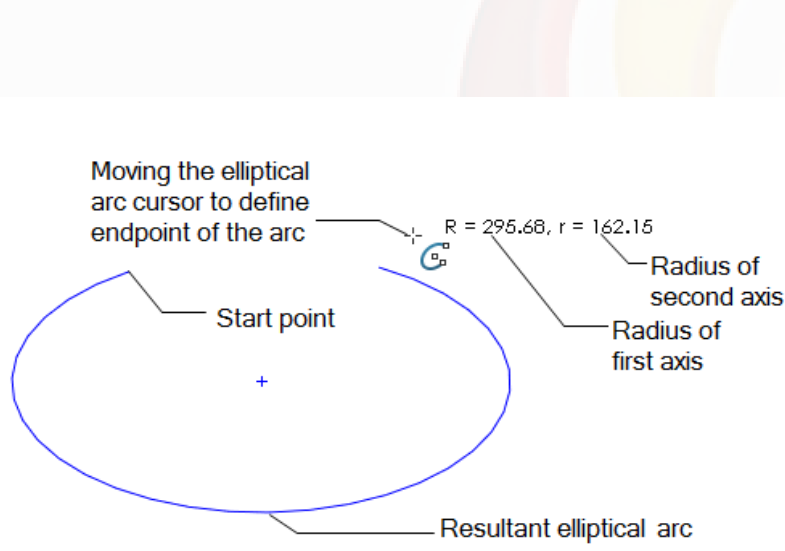 Moving the elliptical
arc cursor to define
endpoint of the arc
R = 295.68, r = 162.15
Radius of
second axis
Start point
Radius of
first axis
Resultant elliptical arc